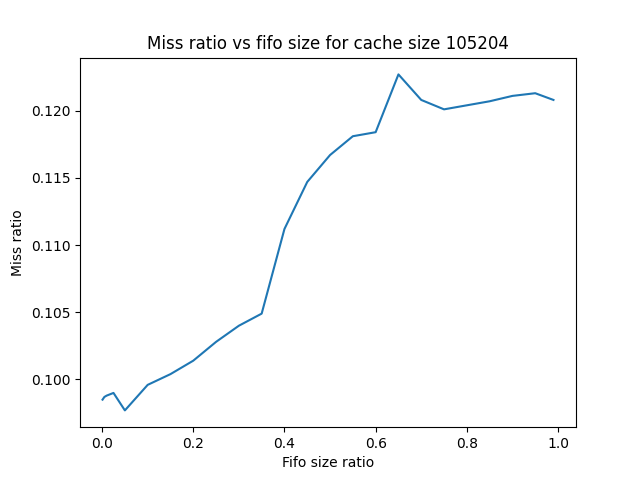 Miss ratio vs fifo size for cache size 105204
0.120
0.115
0.110
0.105
0.100
Miss ratio
0.0 0.2 0.4 0.6 0.8 1.0
Fifo size ratio